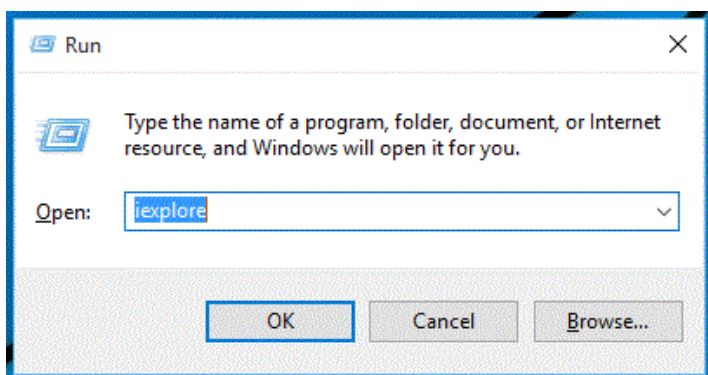 Run
Type the name of a program, folder, document, or Internet
resource, and Windows will open it for you.
Open: iexplore
OK Cancel Browse...